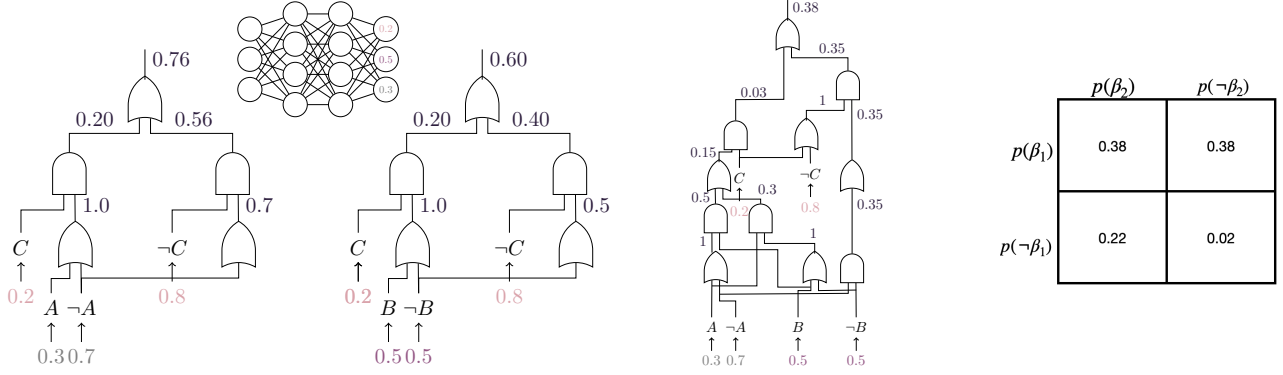 0.76
0.20 0.56
1.0 0.7
C ¬C
0.2 0.8
A ¬A
0.3 0.7
0.2
0.5
0.3
0.60
0.20 0.40
1.0 0.5
C ¬C
0.2 0.8
B ¬B
0.5 0.5
0.38
0.35
0.03 1 0.35
0.15 C ¬C
0.5 0.2 0.3 0.8 0.35
1 1
A ¬A B ¬B
0.3 0.7 0.5 0.5
p(β₂) p(¬β₂)
p(β₁) 0.38 0.38
p(¬β₁) 0.22 0.02